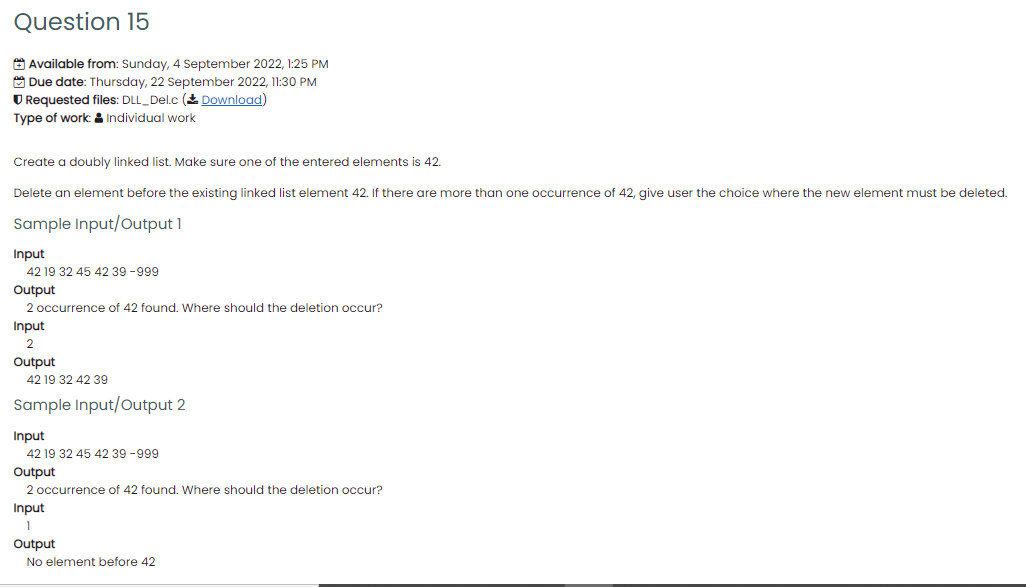 Question 15
Available from: Sunday, 4 September 2022, 1:25 PM
Due date: Thursday, 22 September 2022, 11:30 PM
Requested files: DLL_Del.c (Download)
Type of work: Individual work
Create a doubly linked list. Make sure one of the entered elements is 42.
Delete an element before the existing linked list element 42. If there are more than one occurrence of 42, give user the choice where the new element must be deleted.
Sample Input/Output 1
Input
42 19 32 45 42 39 -999
Output
2 occurrence of 42 found. Where should the deletion occur?
Input
2
Output
42 19 32 42 39
Sample Input/Output 2
Input
42 19 32 45 42 39 -999
Output
2 occurrence of 42 found. Where should the deletion occur?
Input
1
Output
No element before 42